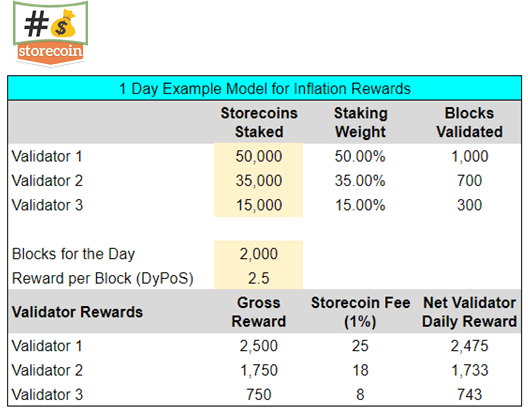 #$
storecoin
1 Day Example Model for Inflation Rewards
Storecoins Staked Staking Weight Blocks Validated
Validator 1 50,000 50.00% 1,000
Validator 2 35,000 35.00% 700
Validator 3 15,000 15.00% 300
Blocks for the Day 2,000
Reward per Block (DyPoS) 2.5
Validator Rewards Gross Reward Storecoin Fee (1%) Net Validator Daily Reward
Validator 1 2,500 25 2,475
Validator 2 1,750 18 1,733
Validator 3 750 8 743